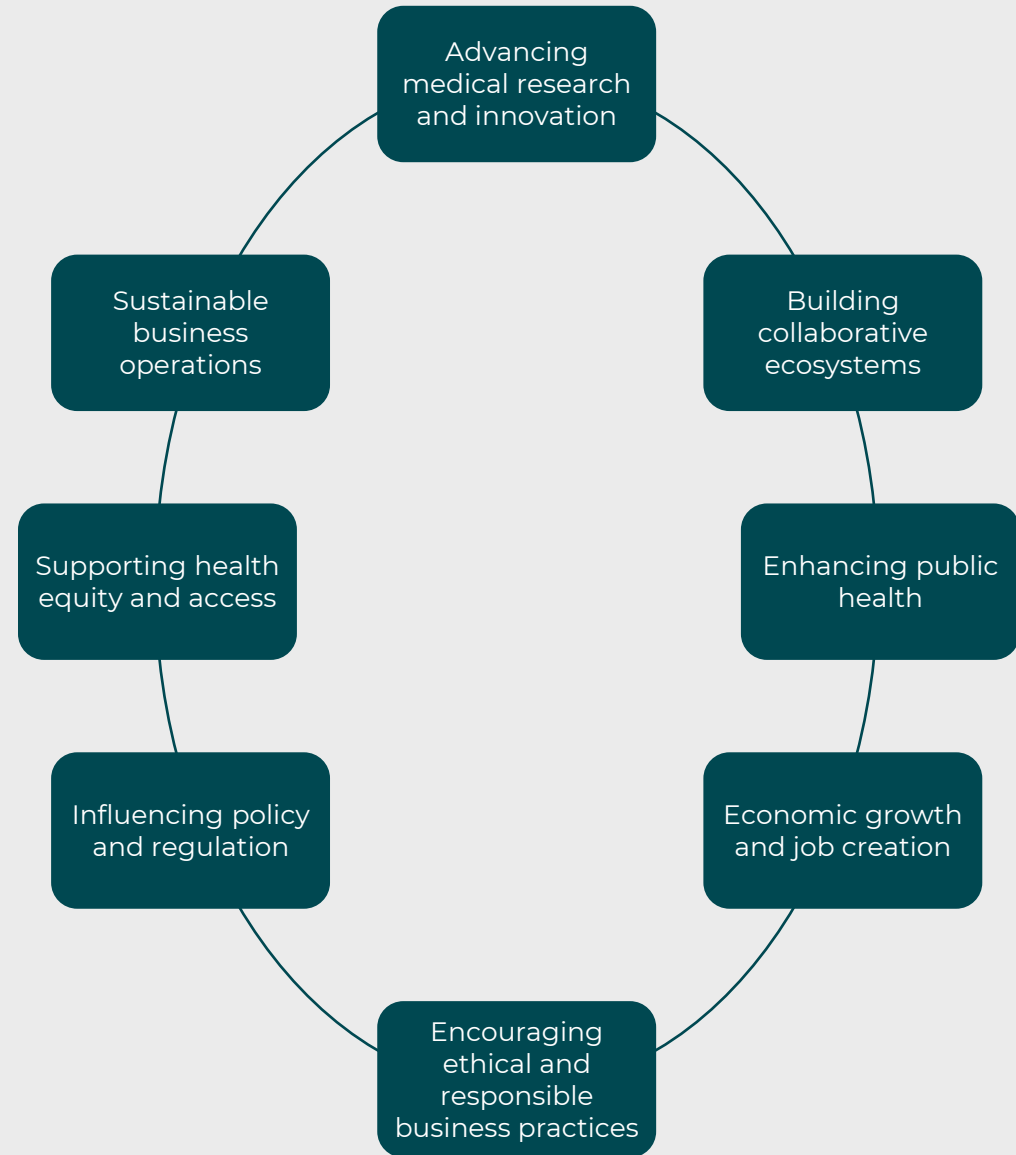 Advancing
medical research
and innovation
Building
collaborative
ecosystems
Enhancing public
health
Economic growth
and job creation
Encouraging
ethical and
responsible
business practices
Influencing policy
and regulation
Supporting health
equity and access
Sustainable
business
operations